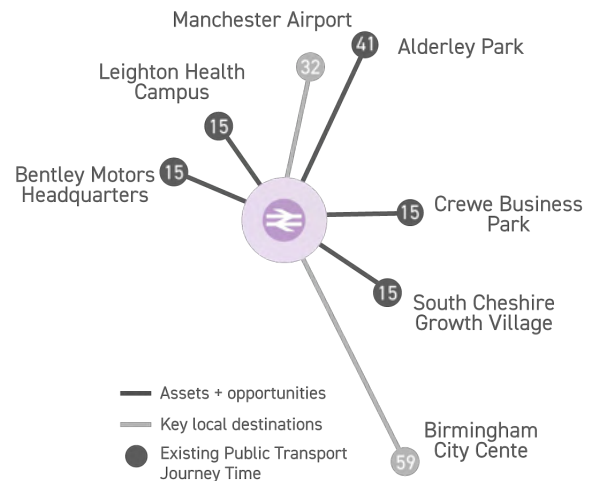 Manchester Airport
41
Alderley Park
32
Leighton Health
Campus
15
Bentley Motors
Headquarters
15
15
Crewe Business
Park
15
South Cheshire
Growth Village
Assets + opportunities
Key local destinations
Existing Public Transport
Journey Time
Birmingham
City Cente
59